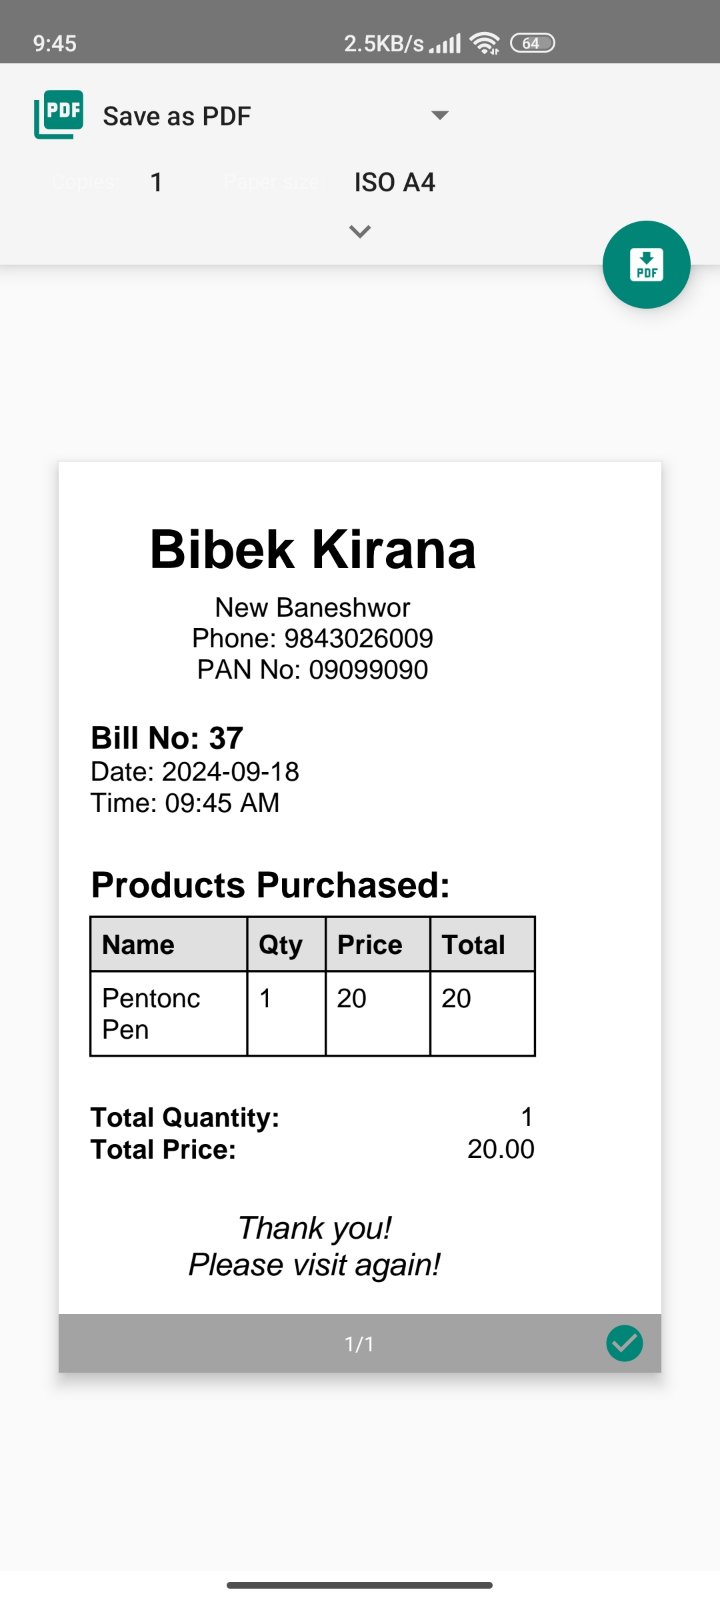 9:45
2.5KB/s
64
PDF Save as PDF
Copies: 1 Paper size: ISO A4
PDF
Bibek Kirana
New Baneshwor
Phone: 9843026009
PAN No: 09099090
Bill No: 37
Date: 2024-09-18
Time: 09:45 AM
Products Purchased:
Name Qty Price Total
Pentonc 1 20 20
Pen
Total Quantity: 1
Total Price: 20.00
Thank you!
Please visit again!
1/1